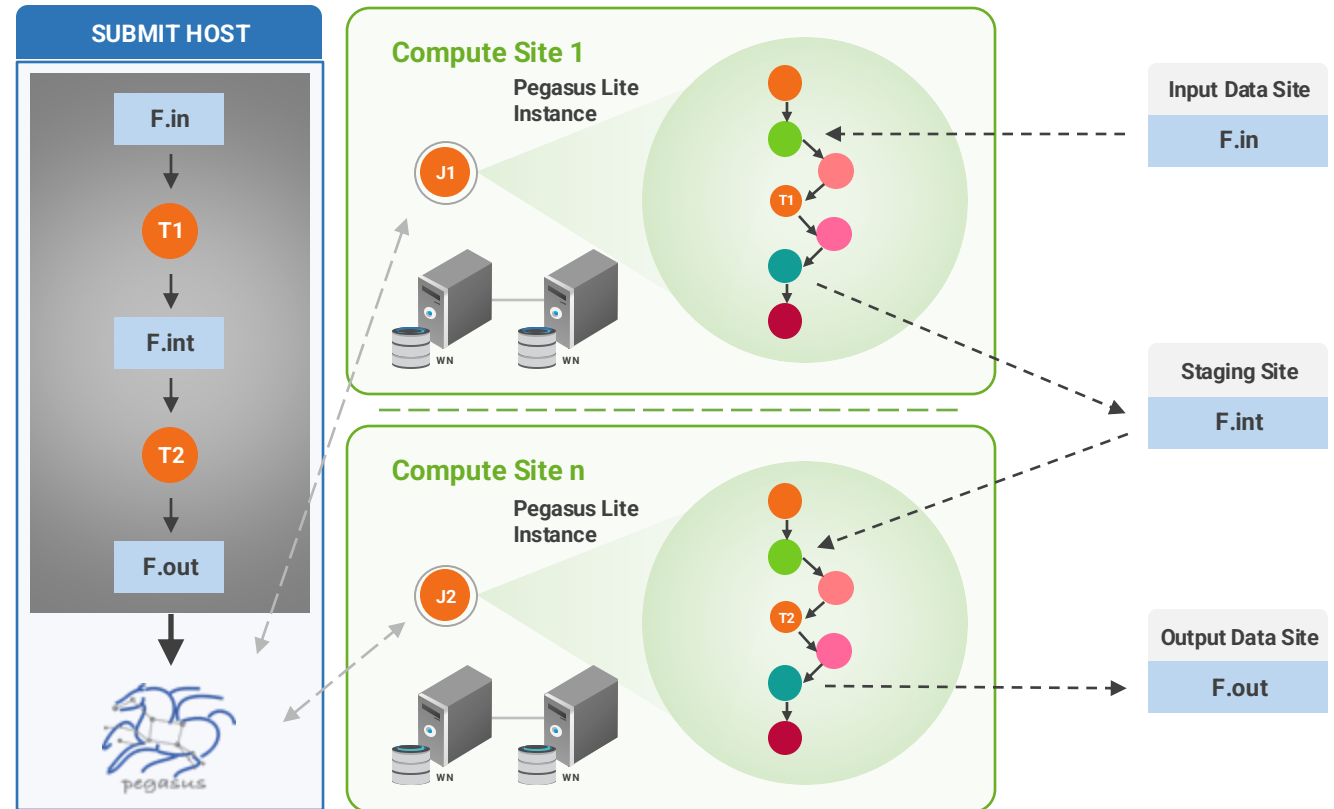 SUBMIT HOST
F.in
T1
F.int
T2
F.out
pegasus
Compute Site 1
Pegasus Lite
Instance
J1
T1
WN
WN
Compute Site n
Pegasus Lite
Instance
J2
T2
WN
WN
Input Data Site
F.in
Staging Site
F.int
Output Data Site
F.out